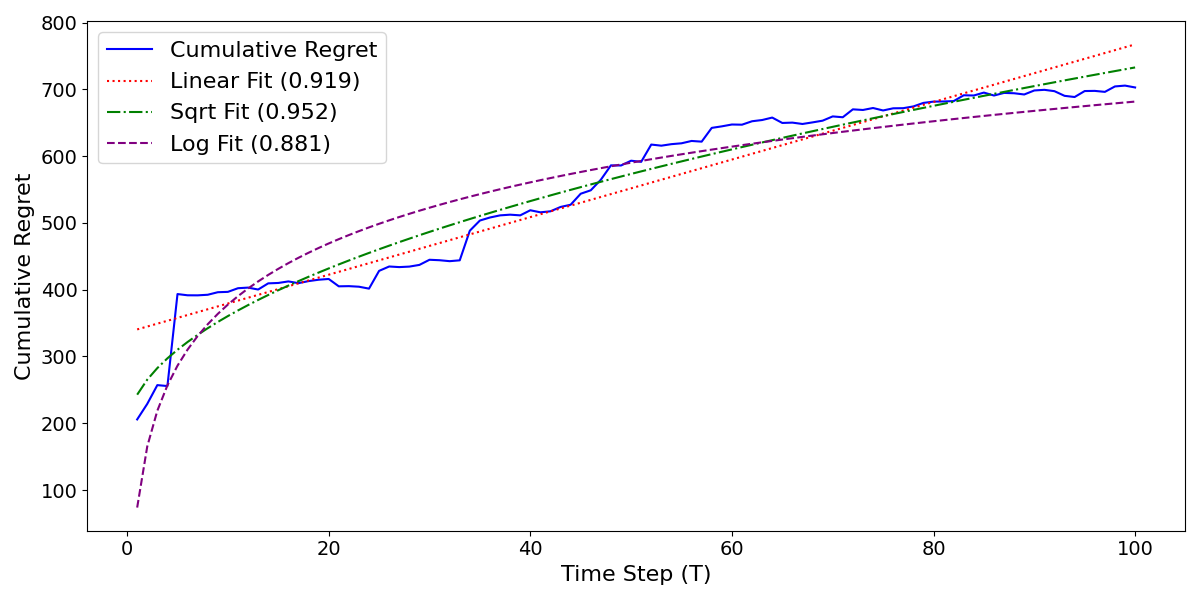 800
700
600
500
400
300
200
100
Cumulative Regret
Cumulative Regret
Linear Fit (0.919)
Sqrt Fit (0.952)
Log Fit (0.881)
0
20
40
60
80
100
Time Step (T)